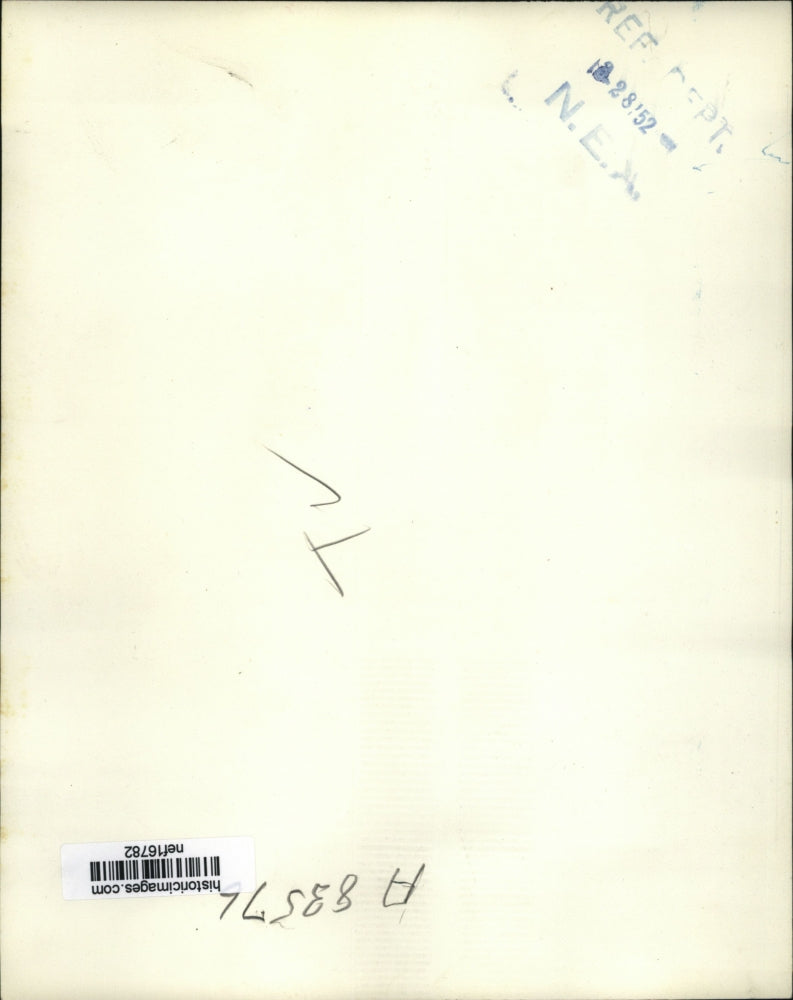 REF. DEPT.
28 '52
N.E.A.
A 83576
historicimages.com
nef16782